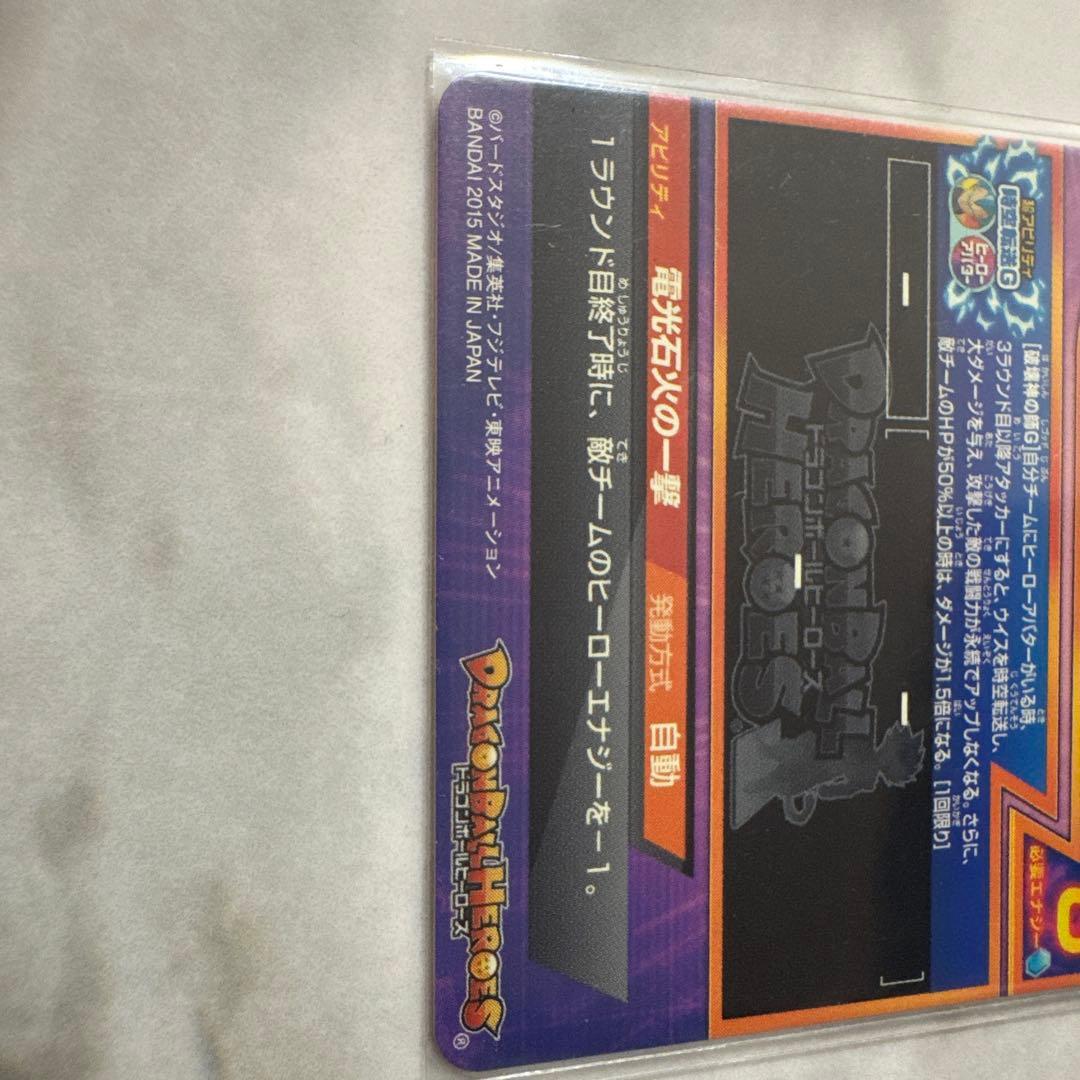 超アビリティ
時空転送G
ヒーロー
アバター
[破壊神の師G]自分チームにヒーローアバターがいる時、
3ラウンド目以降アタッカーにすると、ウイスを時空転送し、
大ダメージを与え、攻撃した敵の戦闘力が永続でアップしなくなる。さらに、
敵チームのHPが50%以上の時は、ダメージが1.5倍になる。[1回限り]
必要エナジー
DRAGONBALL
ドラゴンボールヒーローズ
HEROES
アビリティ 電光石火の一撃 発動方式 自動
1ラウンド目終了時に、敵チームのヒーローエナジーを-1。
©バードスタジオ/集英社・フジテレビ・東映アニメーション
BANDAI 2015 MADE IN JAPAN
DRAGONBALL HEROES®
ドラゴンボールヒーローズ